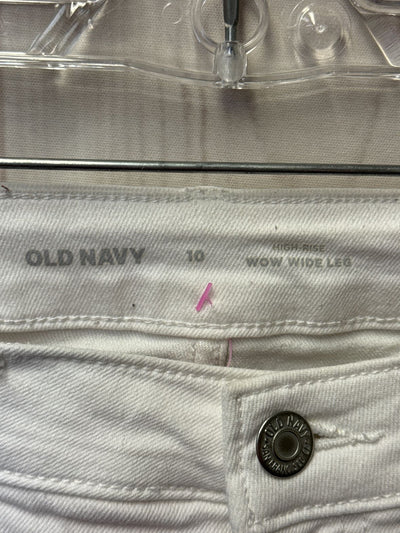 OLD NAVY 10 HIGH-RISE
WOW WIDE LEG
OLD NAVY